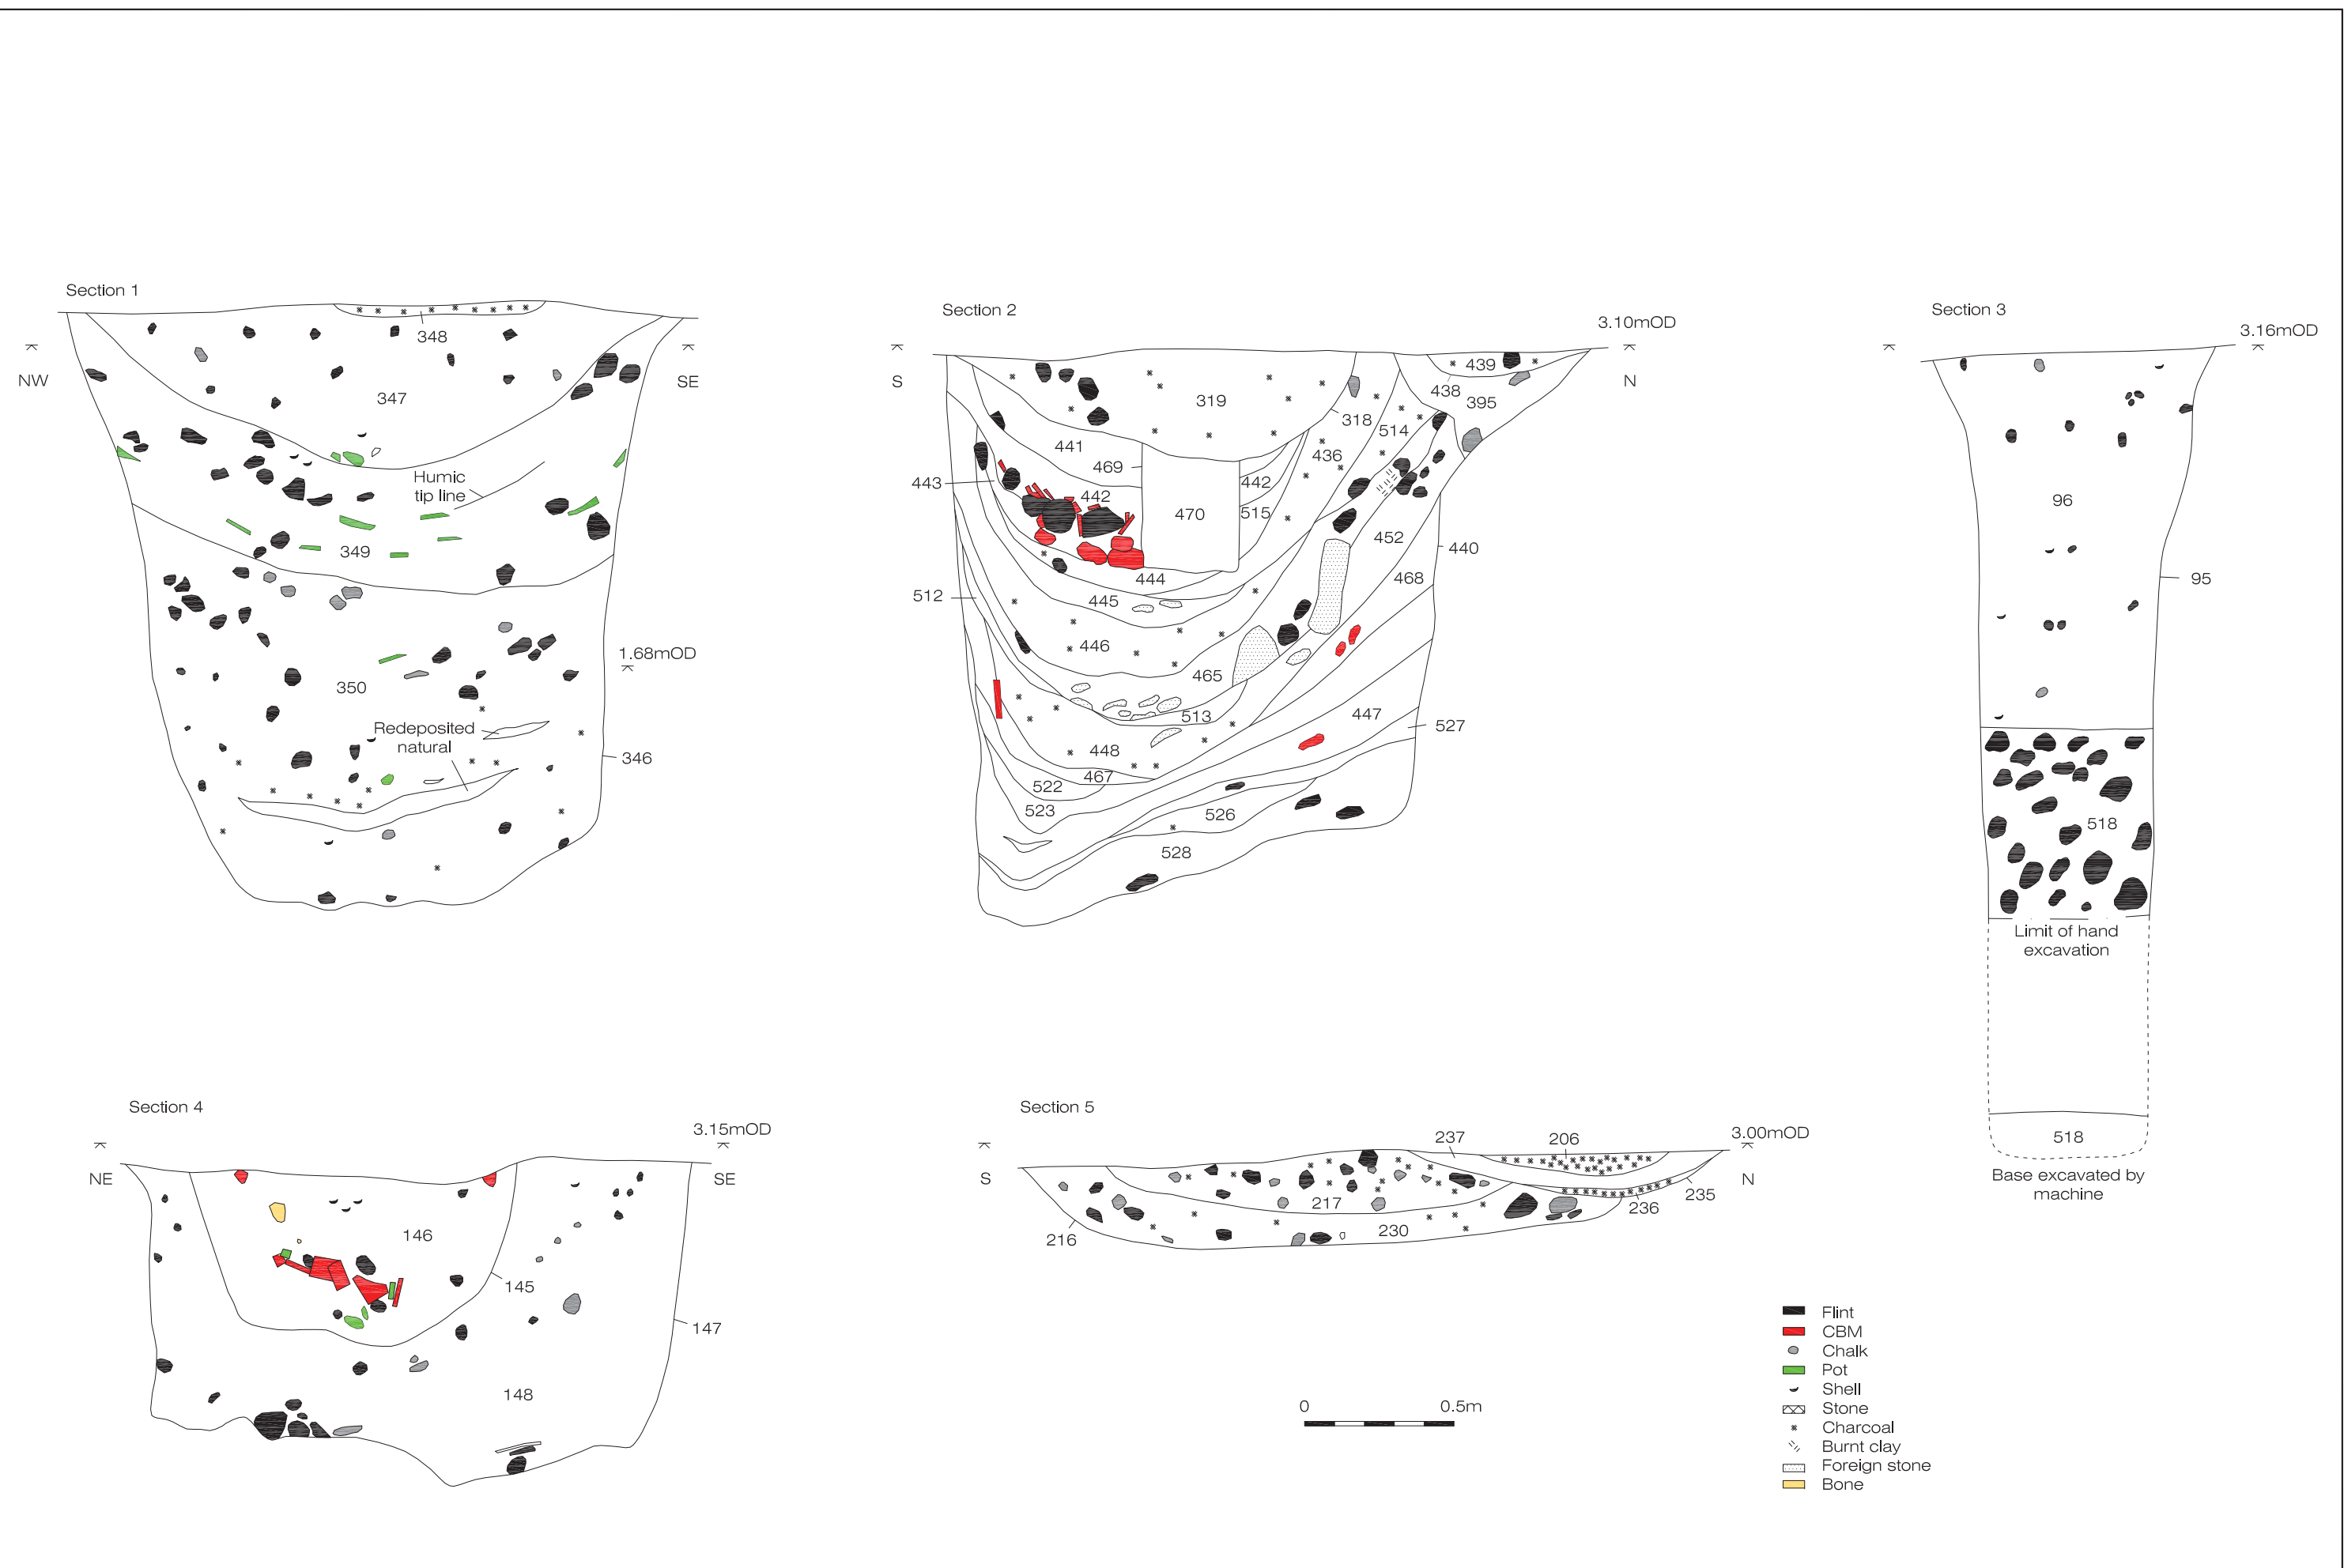 Section 1
348
NW
SE
347
Humic
tip line
349
1.68mOD
350
Redeposited
natural
346
Section 2
3.10mOD
S
N
439
438
395
319
318
514
441
436
469
443
442
442
470
515
452
440
444
468
512
445
446
465
513
447
527
448
467
522
523
526
528
Section 3
3.16mOD
96
95
518
Limit of hand
excavation
518
Base excavated by
machine
Section 4
3.15mOD
NE
SE
146
145
147
148
Section 5
237
206
3.00mOD
S
N
217
235
236
216
230
0
0.5m
Flint
CBM
Chalk
Pot
Shell
Stone
Charcoal
Burnt clay
Foreign stone
Bone